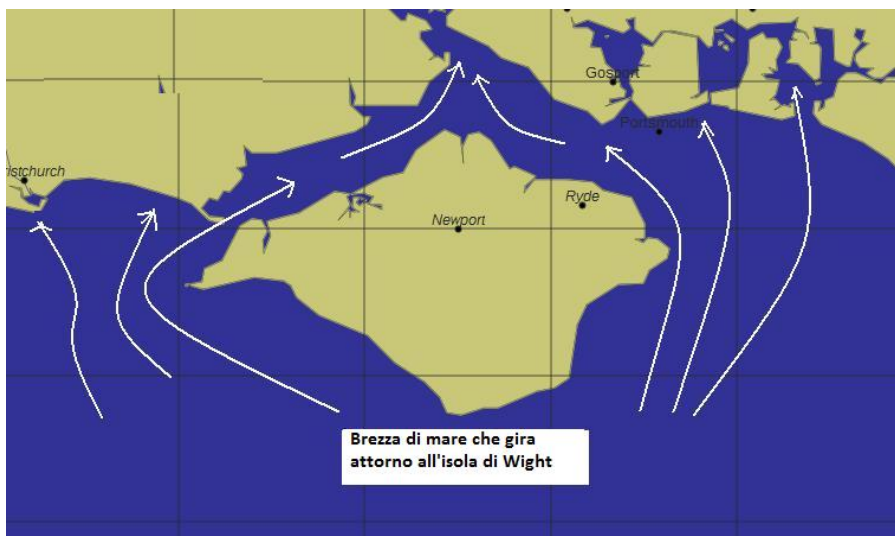 Gosport
Portsmouth
ristchurch
Ryde
Newport
Brezza di mare che gira
attorno all'isola di Wight